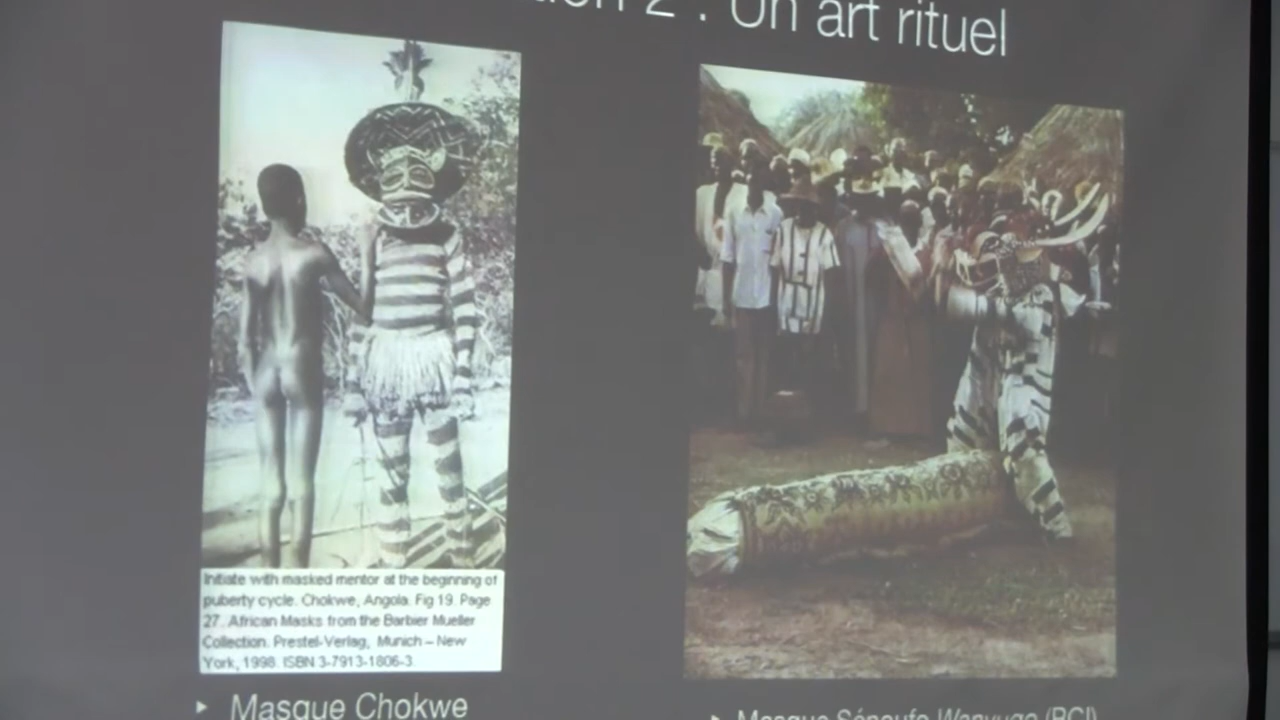 2 : Un art rituel
Initiate with masked mentor at the beginning of
puberty cycle. Chokwe, Angola. Fig 19. Page
27. African Masks from the Barbier Mueller
Collection. Prestel-Verlag, Munich – New
York, 1998. ISBN 3-7913-1806-3.
Masque Chokwe
Masque Sénoufo Wanyugo (RCI)